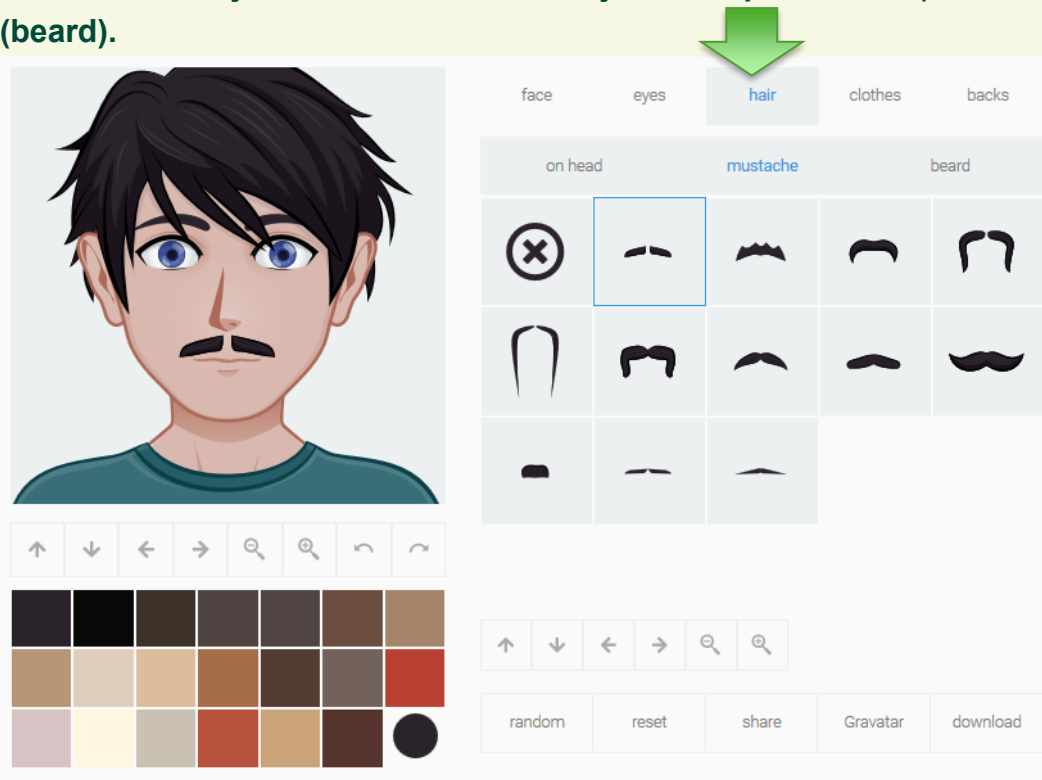 (beard).
face eyes hair clothes backs
on head mustache beard
random reset share Gravatar download